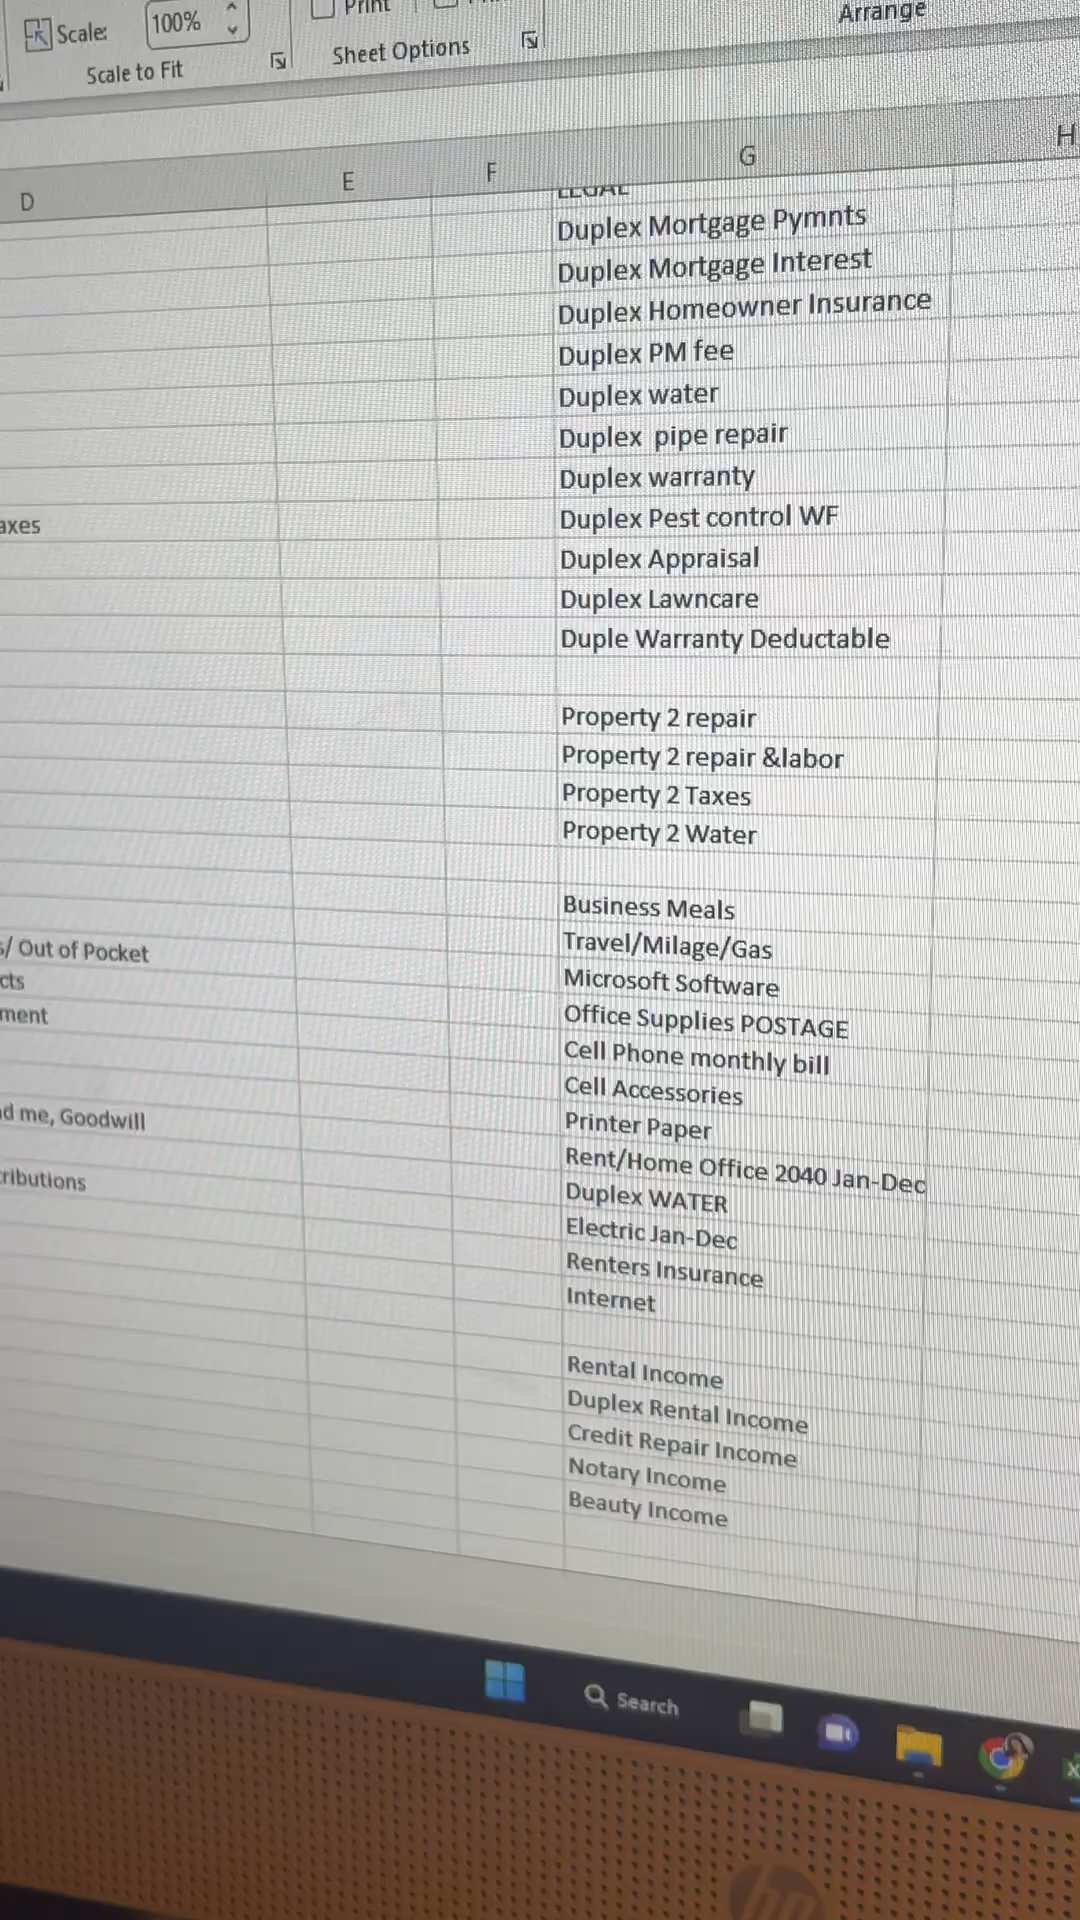 Scale:
100%
Print
Arrange
Scale to Fit
Sheet Options
D
E
F
G
H
LEGAL
Duplex Mortgage Pymnts
Duplex Mortgage Interest
Duplex Homeowner Insurance
Duplex PM fee
Duplex water
Duplex pipe repair
Duplex warranty
axes
Duplex Pest control WF
Duplex Appraisal
Duplex Lawncare
Duple Warranty Deductable
Property 2 repair
Property 2 repair &labor
Property 2 Taxes
Property 2 Water
Business Meals
s/ Out of Pocket
Travel/Milage/Gas
cts
Microsoft Software
ment
Office Supplies POSTAGE
Cell Phone monthly bill
Cell Accessories
d me, Goodwill
Printer Paper
Rent/Home Office 2040 Jan-Dec
tributions
Duplex WATER
Electric Jan-Dec
Renters Insurance
Internet
Rental Income
Duplex Rental Income
Credit Repair Income
Notary Income
Beauty Income
Search
hp